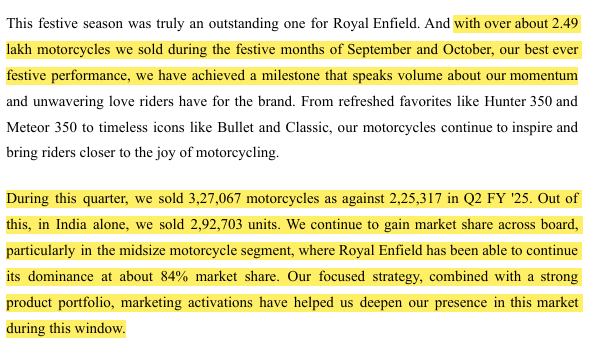 This festive season was truly an outstanding one for Royal Enfield. And with over about 2.49
lakh motorcycles we sold during the festive months of September and October, our best ever
festive performance, we have achieved a milestone that speaks volume about our momentum
and unwavering love riders have for the brand. From refreshed favorites like Hunter 350 and
Meteor 350 to timeless icons like Bullet and Classic, our motorcycles continue to inspire and
bring riders closer to the joy of motorcycling.
During this quarter, we sold 3,27,067 motorcycles as against 2,25,317 in Q2 FY '25. Out of
this, in India alone, we sold 2,92,703 units. We continue to gain market share across board,
particularly in the midsize motorcycle segment, where Royal Enfield has been able to continue
its dominance at about 84% market share. Our focused strategy, combined with a strong
product portfolio, marketing activations have helped us deepen our presence in this market
during this window.